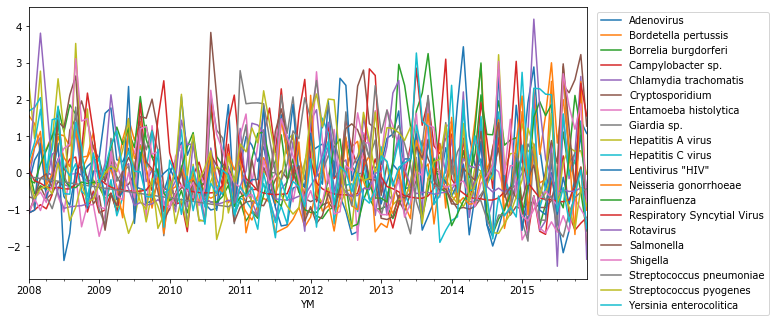 4
3
2
1
0
−1
−2
2008
2009
2010
2011
2012
2013
2014
2015
YM
Adenovirus
Bordetella pertussis
Borrelia burgdorferi
Campylobacter sp.
Chlamydia trachomatis
Cryptosporidium
Entamoeba histolytica
Giardia sp.
Hepatitis A virus
Hepatitis C virus
Lentivirus "HIV"
Neisseria gonorrhoeae
Parainfluenza
Respiratory Syncytial Virus
Rotavirus
Salmonella
Shigella
Streptococcus pneumoniae
Streptococcus pyogenes
Yersinia enterocolitica